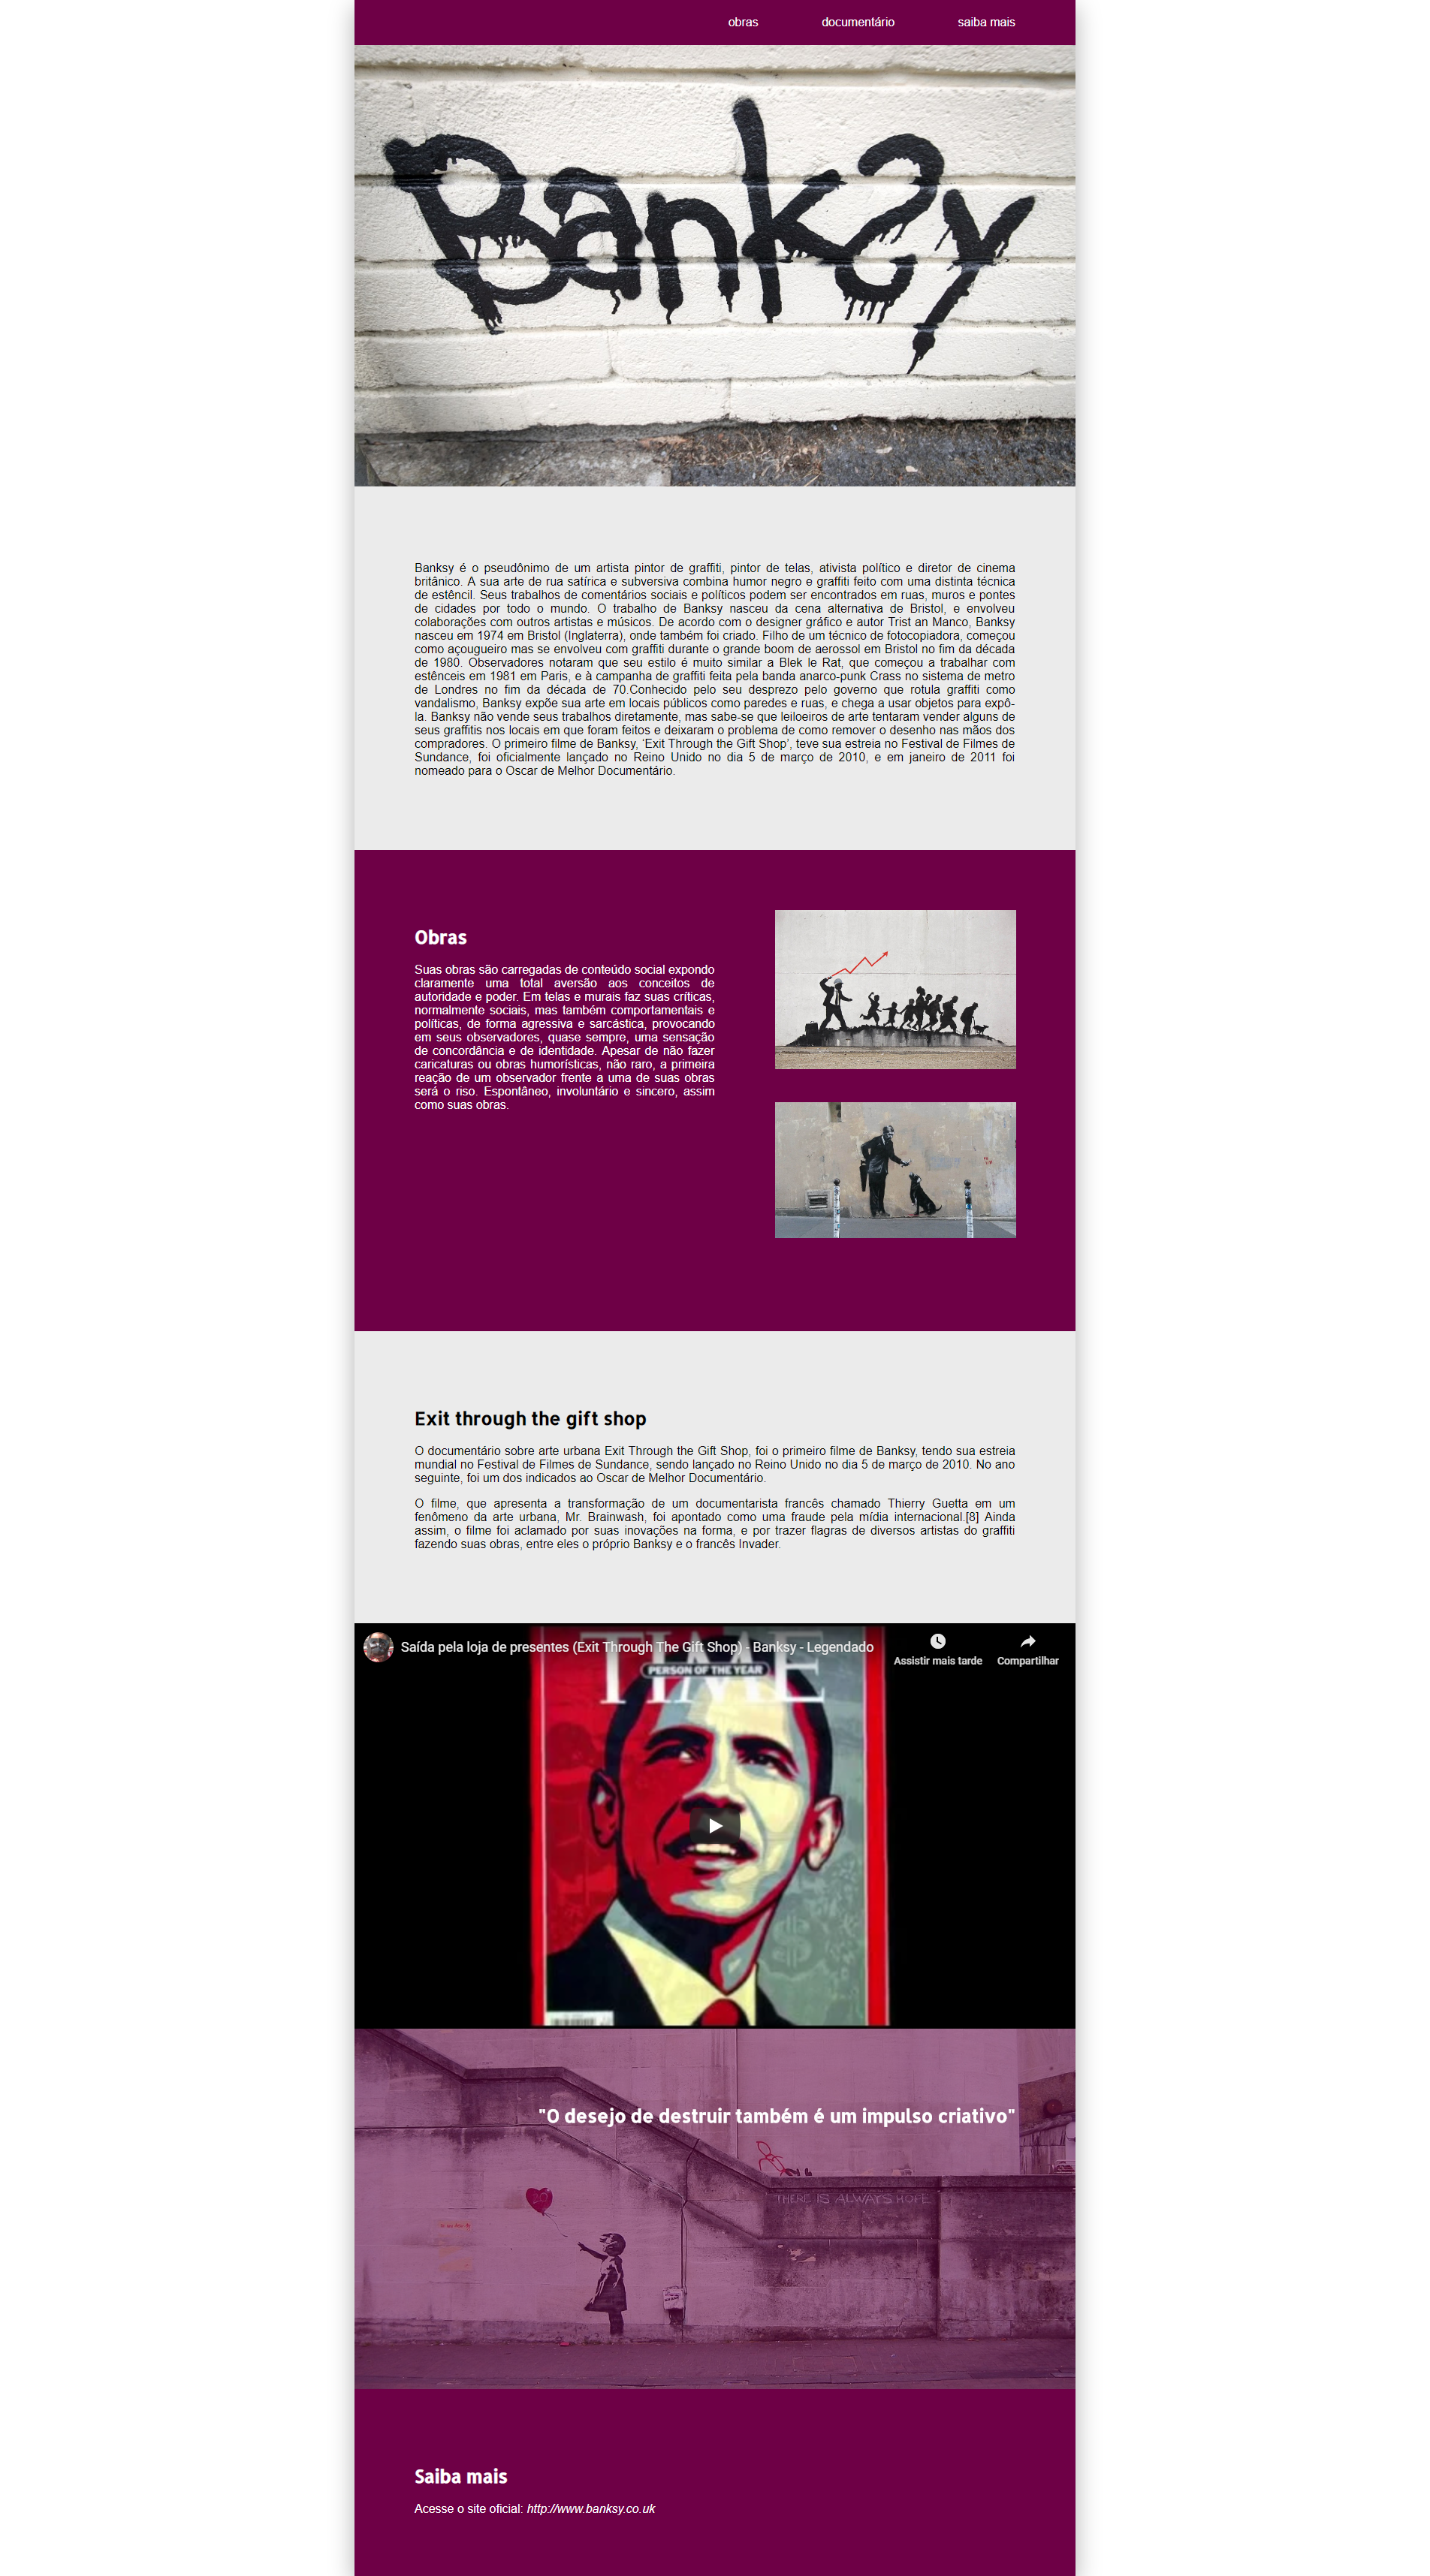 obras documentário saiba mais
Banksy
Banksy é o pseudônimo de um artista pintor de graffiti, pintor de telas, ativista político e diretor de cinema
britânico. A sua arte de rua satírica e subversiva combina humor negro e graffiti feito com uma distinta técnica
de estêncil. Seus trabalhos de comentários sociais e políticos podem ser encontrados em ruas, muros e pontes
de cidades por todo o mundo. O trabalho de Banksy nasceu da cena alternativa de Bristol, e envolveu
colaborações com outros artistas e músicos. De acordo com o designer gráfico e autor Trist an Manco, Banksy
nasceu em 1974 em Bristol (Inglaterra), onde também foi criado. Filho de um técnico de fotocopiadora, começou
como açougueiro mas se envolveu com graffiti durante o grande boom de aerossol em Bristol no fim da década
de 1980. Observadores notaram que seu estilo é muito similar a Blek le Rat, que começou a trabalhar com
estênceis em 1981 em Paris, e à campanha de graffiti feita pela banda anarco-punk Crass no sistema de metro
de Londres no fim da década de 70.Conhecido pelo seu desprezo pelo governo que rotula graffiti como
vandalismo, Banksy expõe sua arte em locais públicos como paredes e ruas, e chega a usar objetos para expô-
la. Banksy não vende seus trabalhos diretamente, mas sabe-se que leiloeiros de arte tentaram vender alguns de
seus graffitis nos locais em que foram feitos e deixaram o problema de como remover o desenho nas mãos dos
compradores. O primeiro filme de Banksy, ‘Exit Through the Gift Shop’, teve sua estreia no Festival de Filmes de
Sundance, foi oficialmente lançado no Reino Unido no dia 5 de março de 2010, e em janeiro de 2011 foi
nomeado para o Oscar de Melhor Documentário.
Obras
Suas obras são carregadas de conteúdo social expondo
claramente uma total aversão aos conceitos de
autoridade e poder. Em telas e murais faz suas críticas,
normalmente sociais, mas também comportamentais e
políticas, de forma agressiva e sarcástica, provocando
em seus observadores, quase sempre, uma sensação
de concordância e de identidade. Apesar de não fazer
caricaturas ou obras humorísticas, não raro, a primeira
reação de um observador frente a uma de suas obras
será o riso. Espontâneo, involuntário e sincero, assim
como suas obras.
Exit through the gift shop
O documentário sobre arte urbana Exit Through the Gift Shop, foi o primeiro filme de Banksy, tendo sua estreia
mundial no Festival de Filmes de Sundance, sendo lançado no Reino Unido no dia 5 de março de 2010. No ano
seguinte, foi um dos indicados ao Oscar de Melhor Documentário.
O filme, que apresenta a transformação de um documentarista francês chamado Thierry Guetta em um
fenômeno da arte urbana, Mr. Brainwash, foi apontado como uma fraude pela mídia internacional.[8] Ainda
assim, o filme foi aclamado por suas inovações na forma, e por trazer flagras de diversos artistas do graffiti
fazendo suas obras, entre eles o próprio Banksy e o francês Invader.
Saída pela loja de presentes (Exit Through The Gift Shop) - Banksy - Legendado
Assistir mais tarde Compartilhar
TIME
PERSON OF THE YEAR
"O desejo de destruir também é um impulso criativo"
THERE IS ALWAYS HOPE
Saiba mais
Acesse o site oficial: http://www.banksy.co.uk